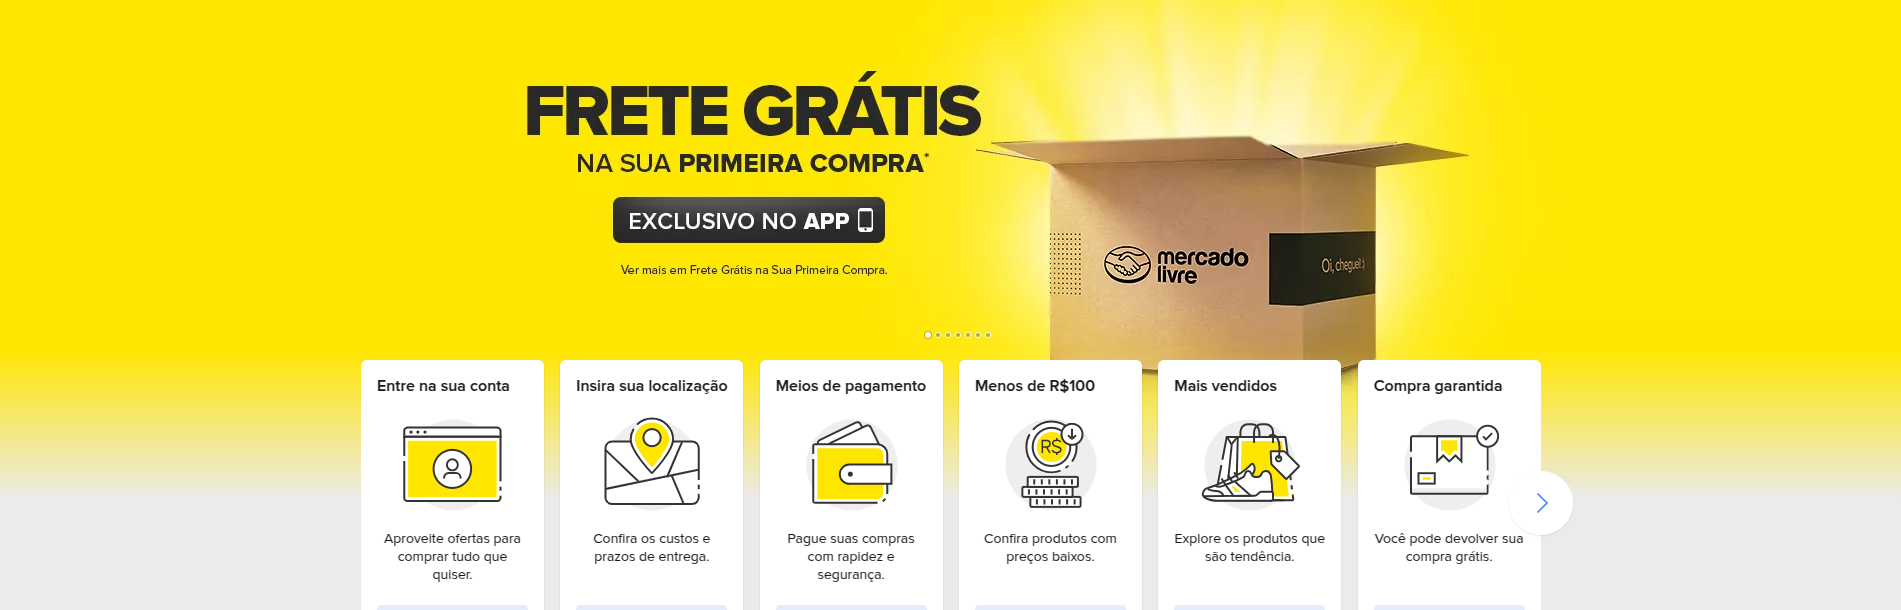 FRETE GRÁTIS
NA SUA PRIMEIRA COMPRA*
EXCLUSIVO NO APP
Ver mais em Frete Grátis na Sua Primeira Compra.
mercado
livre
Oi, cheguei! :)
Entre na sua conta
Aproveite ofertas para
comprar tudo que
quiser.
Insira sua localização
Confira os custos e
prazos de entrega.
Meios de pagamento
Pague suas compras
com rapidez e
segurança.
Menos de R$100
R$
Confira produtos com
preços baixos.
Mais vendidos
Explore os produtos que
são tendência.
Compra garantida
Você pode devolver sua
compra grátis.